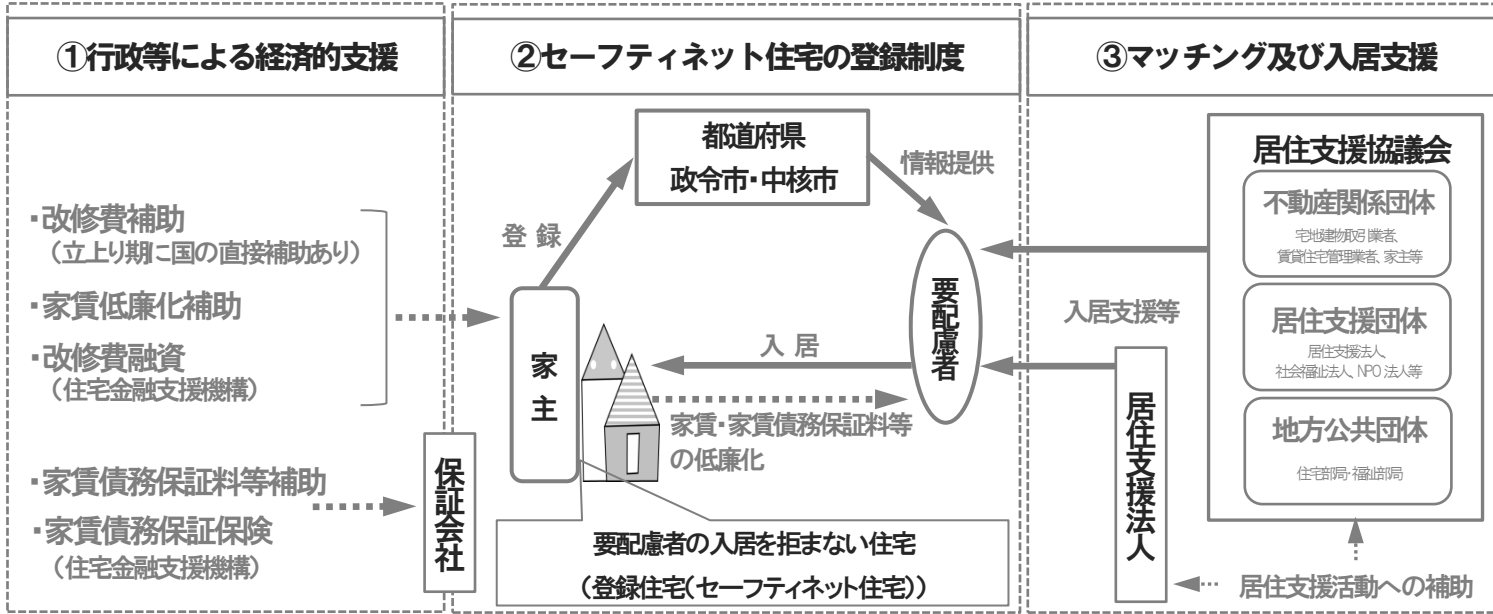 ①行政等による経済的支援
・改修費補助
（立上り期に国の直接補助あり）
・家賃低廉化補助
・改修費融資
（住宅金融支援機構）
・家賃債務保証料等補助
・家賃債務保証保険
（住宅金融支援機構）
保証会社
②セーフティネット住宅の登録制度
都道府県
政令市・中核市
登 録
情報提供
家主
要配慮者
入 居
家賃・家賃債務保証料等
の低廉化
要配慮者の入居を拒まない住宅
（登録住宅（セーフティネット住宅））
③マッチング及び入居支援
入居支援等
居住支援法人
居住支援協議会
不動産関係団体
宅地建物取引業者、
賃貸住宅管理業者、家主等
居住支援団体
居住支援法人、
社会福祉法人、NPO 法人等
地方公共団体
住宅部局・福祉部局
居住支援活動への補助